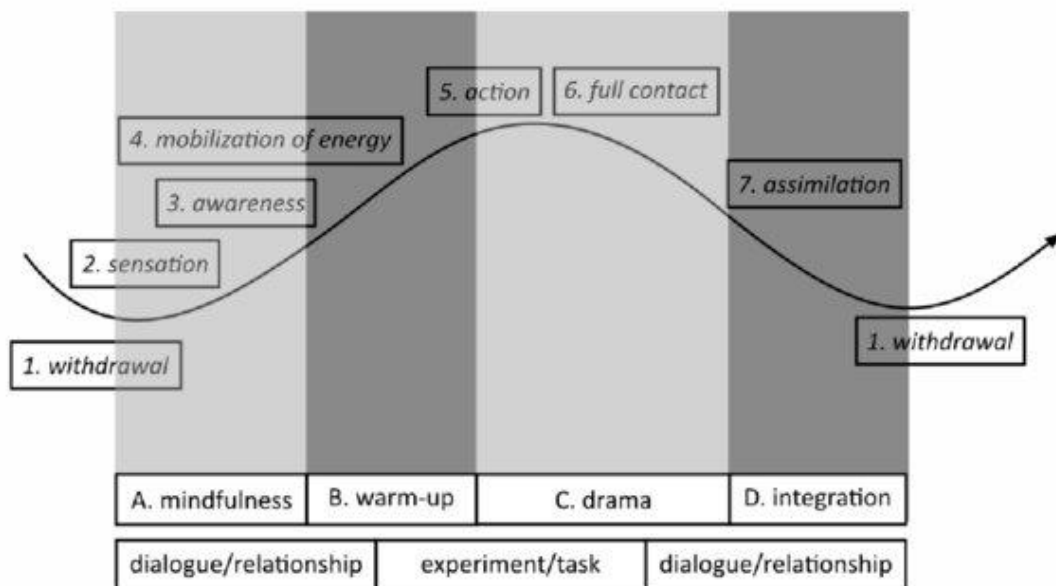 5. action
6. full contact
4. mobilization of energy
3. awareness
7. assimilation
2. sensation
1. withdrawal
1. withdrawal
A. mindfulness
B. warm-up
C. drama
D. integration
dialogue/relationship
experiment/task
dialogue/relationship